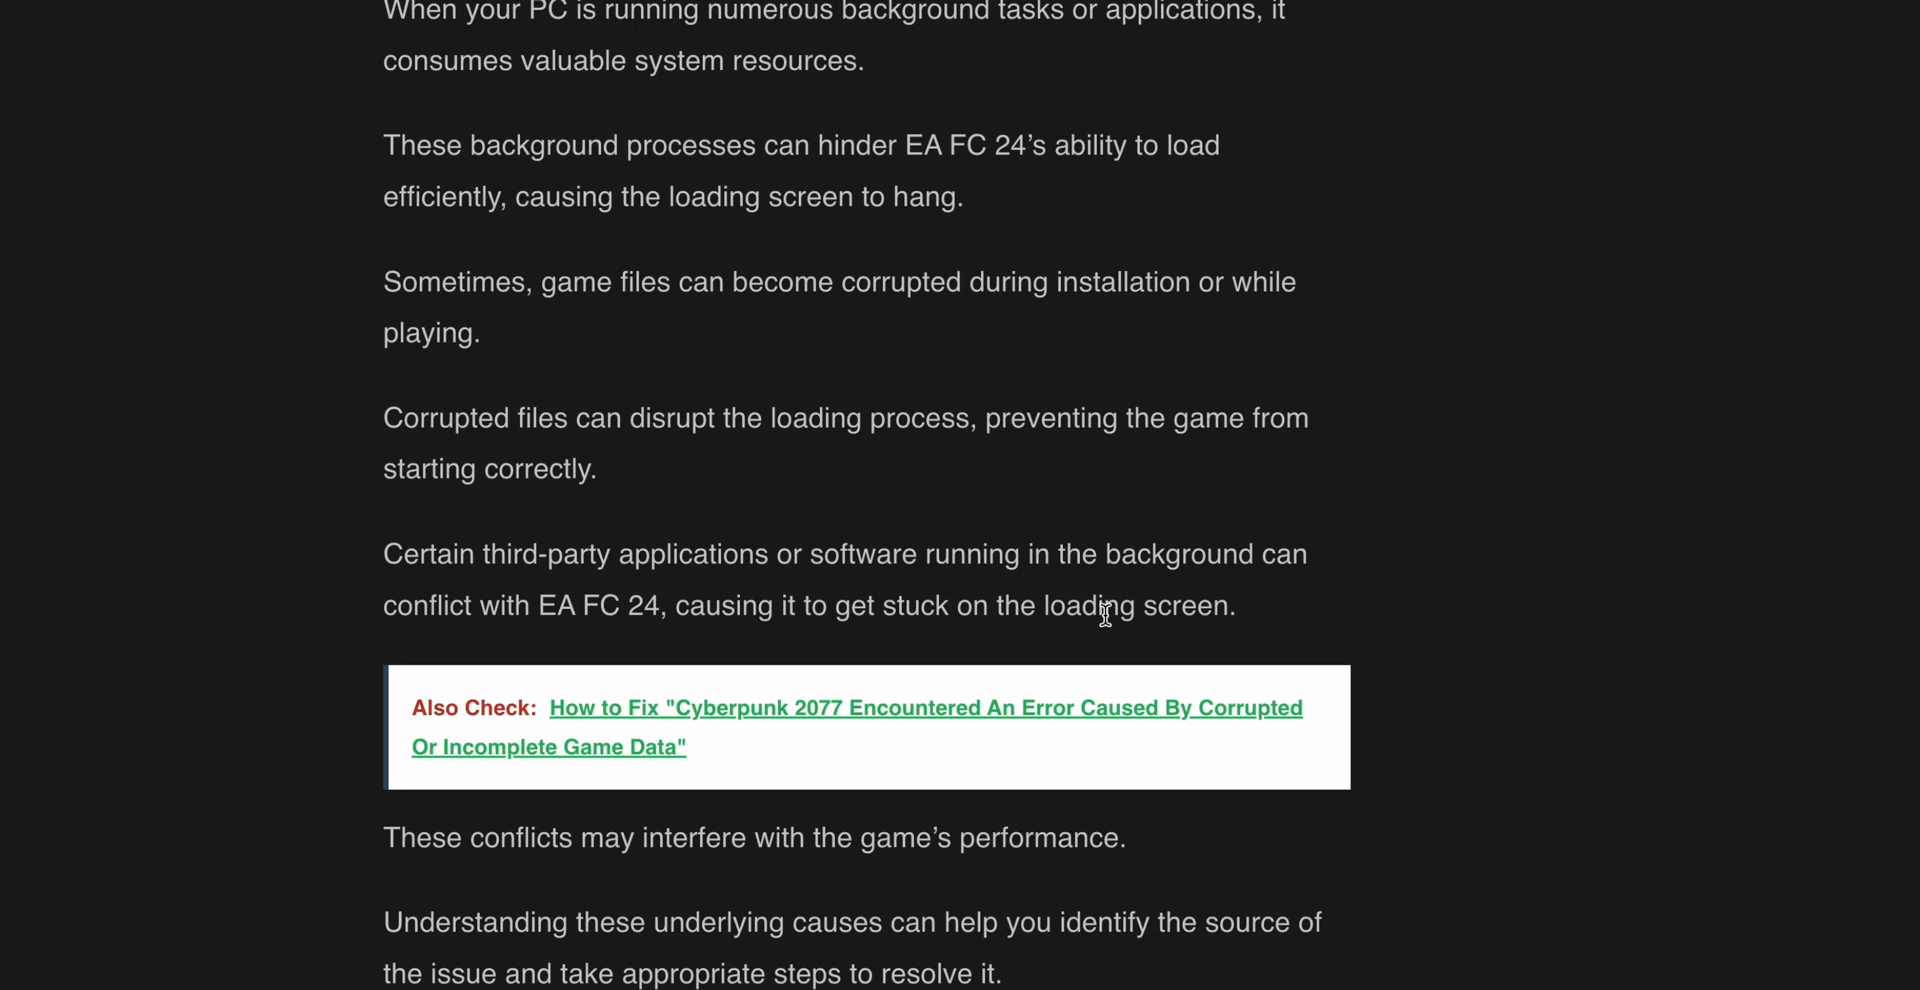 When your PC is running numerous background tasks or applications, it
consumes valuable system resources.
These background processes can hinder EA FC 24’s ability to load
efficiently, causing the loading screen to hang.
Sometimes, game files can become corrupted during installation or while
playing.
Corrupted files can disrupt the loading process, preventing the game from
starting correctly.
Certain third-party applications or software running in the background can
conflict with EA FC 24, causing it to get stuck on the loading screen.
Also Check: How to Fix "Cyberpunk 2077 Encountered An Error Caused By Corrupted
Or Incomplete Game Data"
These conflicts may interfere with the game’s performance.
Understanding these underlying causes can help you identify the source of
the issue and take appropriate steps to resolve it.